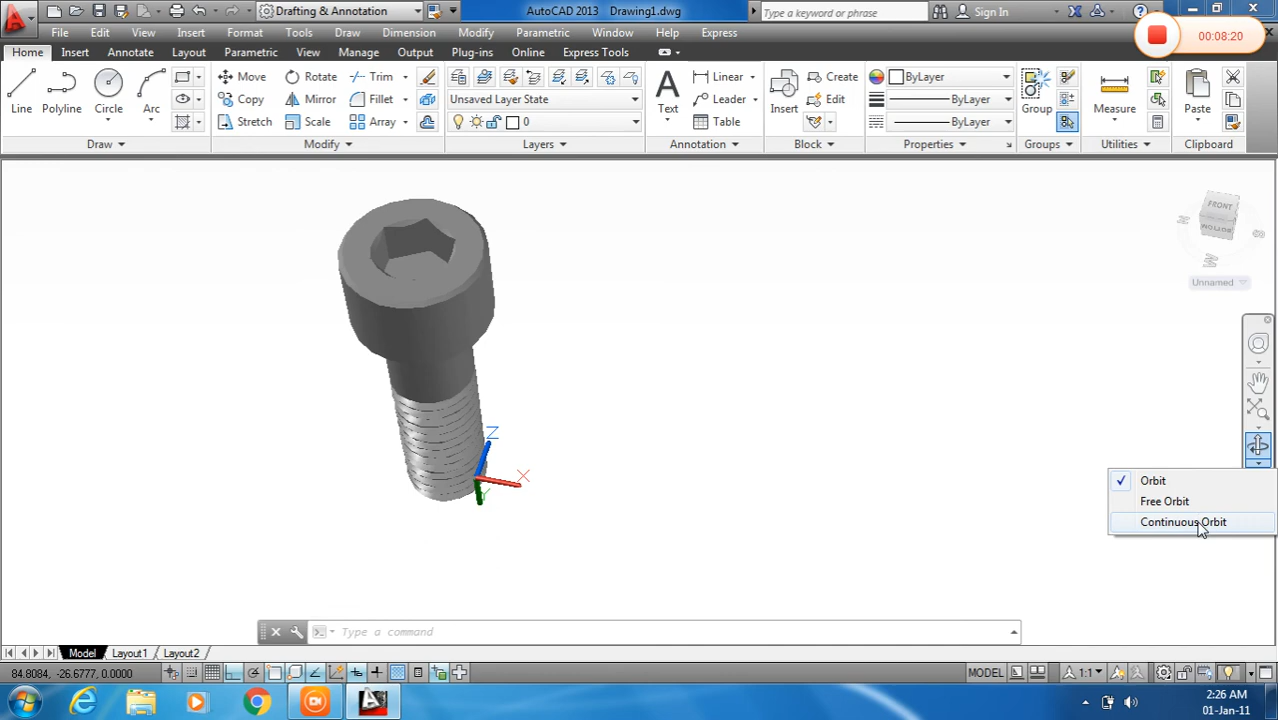 Drafting & Annotation
AutoCAD 2013 Drawing1.dwg
Type a keyword or phrase
Sign In
00:08:20
File Edit View Insert Format Tools Draw Dimension Modify Parametric Window Help Express
Home Insert Annotate Layout Parametric View Manage Output Plug-ins Online Express Tools
Line
Polyline
Circle
Arc
Draw
Move Rotate Trim
Copy Mirror Fillet
Stretch Scale Array
Modify
Unsaved Layer State
0
Layers
Text
Linear
Leader
Table
Annotation
Insert
Create
Edit
Block
ByLayer
ByLayer
ByLayer
Properties
Group
Groups
Measure
Utilities
Paste
Clipboard
FRONT
BOTTOM
N
S
W
Unnamed
Z
X
Y
Orbit
Free Orbit
Continuous Orbit
Type a command
Model Layout1 Layout2
84.8084, -26.6777, 0.0000
MODEL
1:1
2:26 AM
01-Jan-11